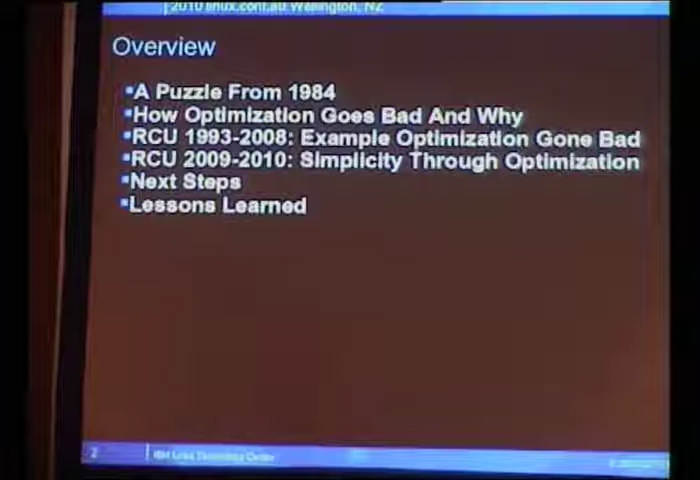 2010 linux.conf.au Wellington, NZ
Overview
▪A Puzzle From 1984
▪How Optimization Goes Bad And Why
▪RCU 1993-2008: Example Optimization Gone Bad
▪RCU 2009-2010: Simplicity Through Optimization
▪Next Steps
▪Lessons Learned
2
IBM Linux Technology Center